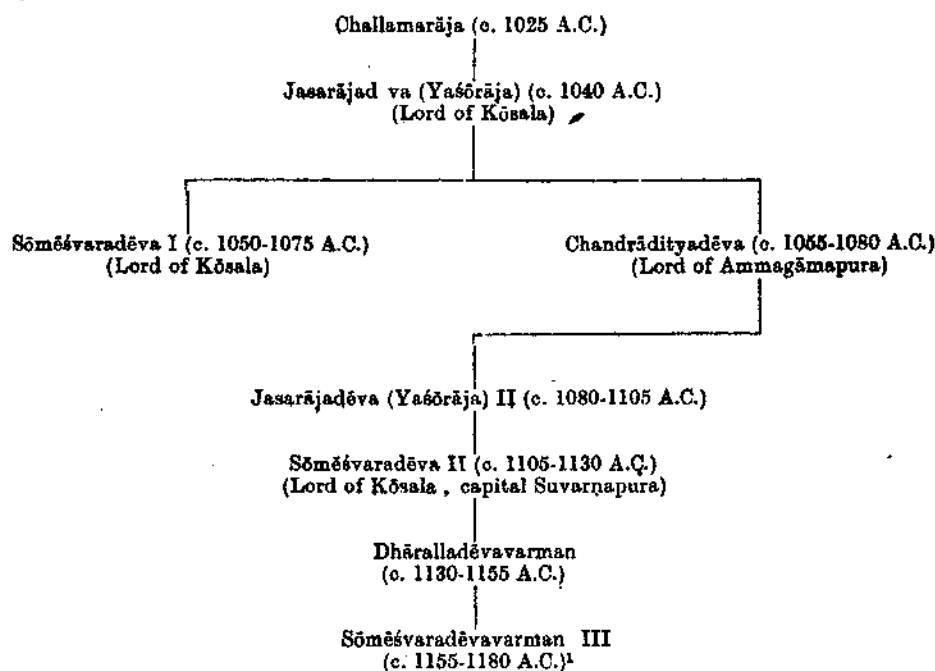 Challamarāja (c. 1025 A.C.)
Jasarājad va (Yaśōrāja) (c. 1040 A.C.)
(Lord of Kōsala)
Sōmēśvaradēva I (c. 1050-1075 A.C.)
(Lord of Kōsala)
Chandrādityadēva (c. 1055-1080 A.C.)
(Lord of Ammagāmapura)
Jasarājadēva (Yaśōrāja) II (c. 1080-1105 A.C.)
Sōmēśvaradēva II (c. 1105-1130 A.C.)
(Lord of Kōsala , capital Suvarṇapura)
Dhāralladēvavarman
(c. 1130-1155 A.C.)
Sōmēśvaradēvavarman III
(c. 1155-1180 A.C.)¹